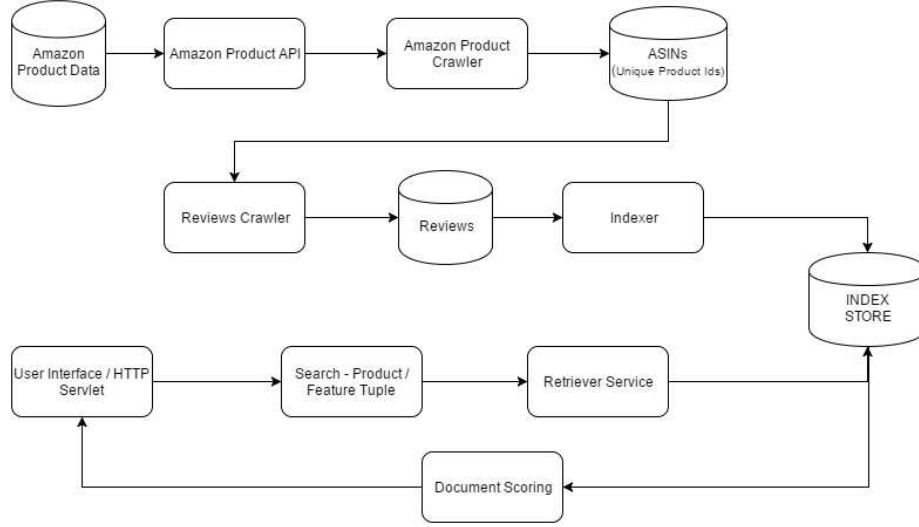 Amazon
Product Data
Amazon Product API
Amazon Product
Crawler
ASINs
(Unique Product Ids)
Reviews Crawler
Reviews
Indexer
INDEX
STORE
User Interface / HTTP
Servlet
Search - Product /
Feature Tuple
Retriever Service
Document Scoring